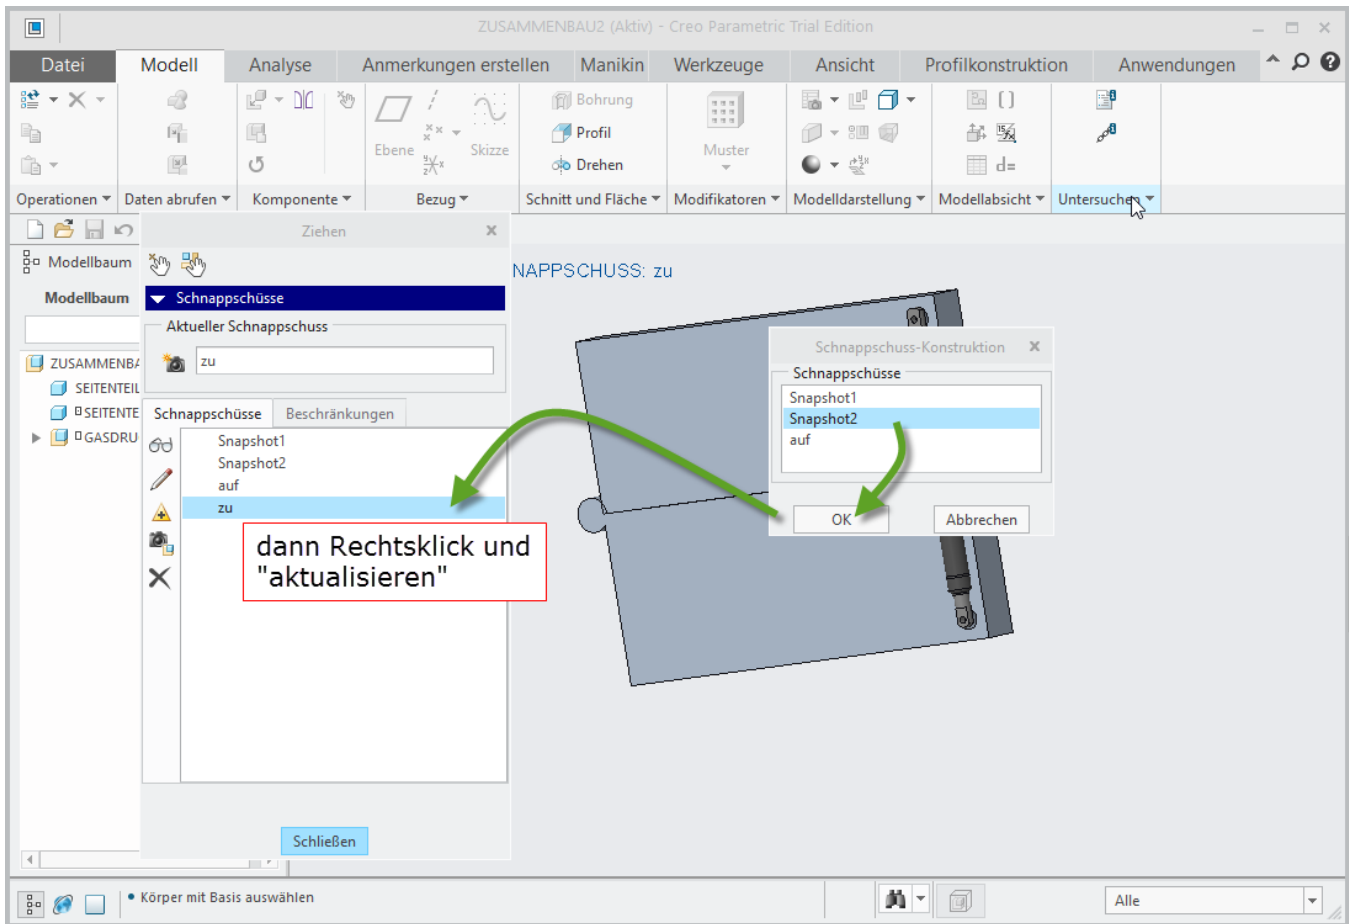 ZUSAMMENBAU2 (Aktiv) - Creo Parametric Trial Edition
Datei Modell Analyse Anmerkungen erstellen Manikin Werkzeuge Ansicht Profilkonstruktion Anwendungen
Bohrung
Profil
Ebene Skizze Muster
Drehen
d=
Operationen Daten abrufen Komponente Bezug Schnitt und Fläche Modifikatoren Modelldarstellung Modellabsicht Untersuchen
Ziehen
Modellbaum
NAPPSCHUSS: zu
Modellbaum
Schnappschüsse
Aktueller Schnappschuss
zu
ZUSAMMENBA
SEITENTEIL
SEITENTE
GASDRU
Schnappschüsse Beschränkungen
Snapshot1
Snapshot2
auf
zu
dann Rechtsklick und
"aktualisieren"
Schließen
Schnappschuss-Konstruktion
Schnappschüsse
Snapshot1
Snapshot2
auf
OK Abbrechen
Körper mit Basis auswählen
Alle